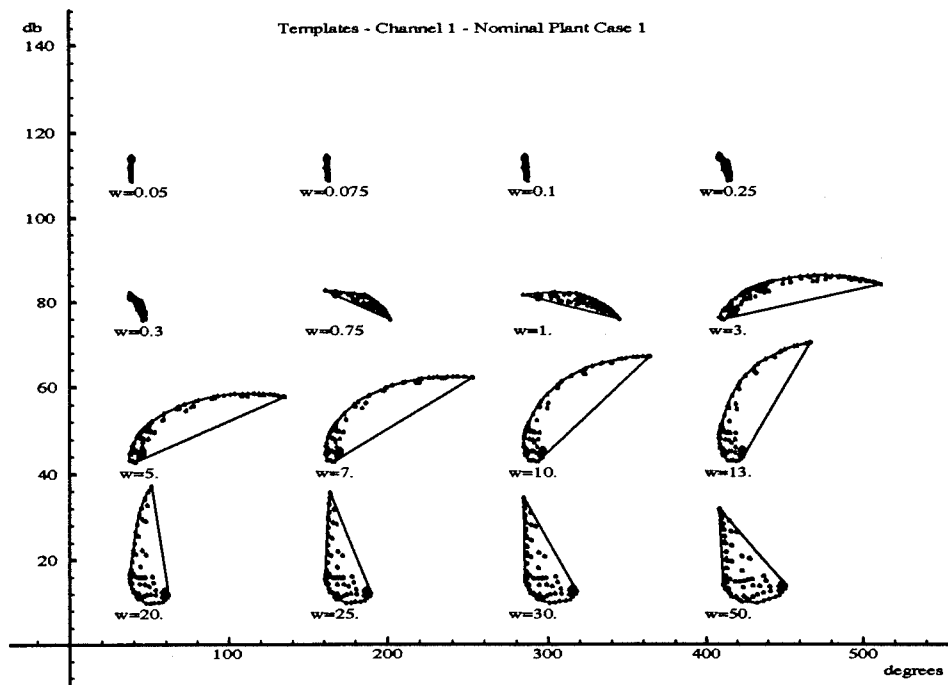 db
Templates - Channel 1 - Nominal Plant Case 1
140
120
w=0.05 w=0.075 w=0.1 w=0.25
100
80
w=0.3 w=0.75 w=1. w=3.
60
40
w=5. w=7. w=10. w=13.
20
w=20. w=25. w=30. w=50.
100 200 300 400 500
degrees